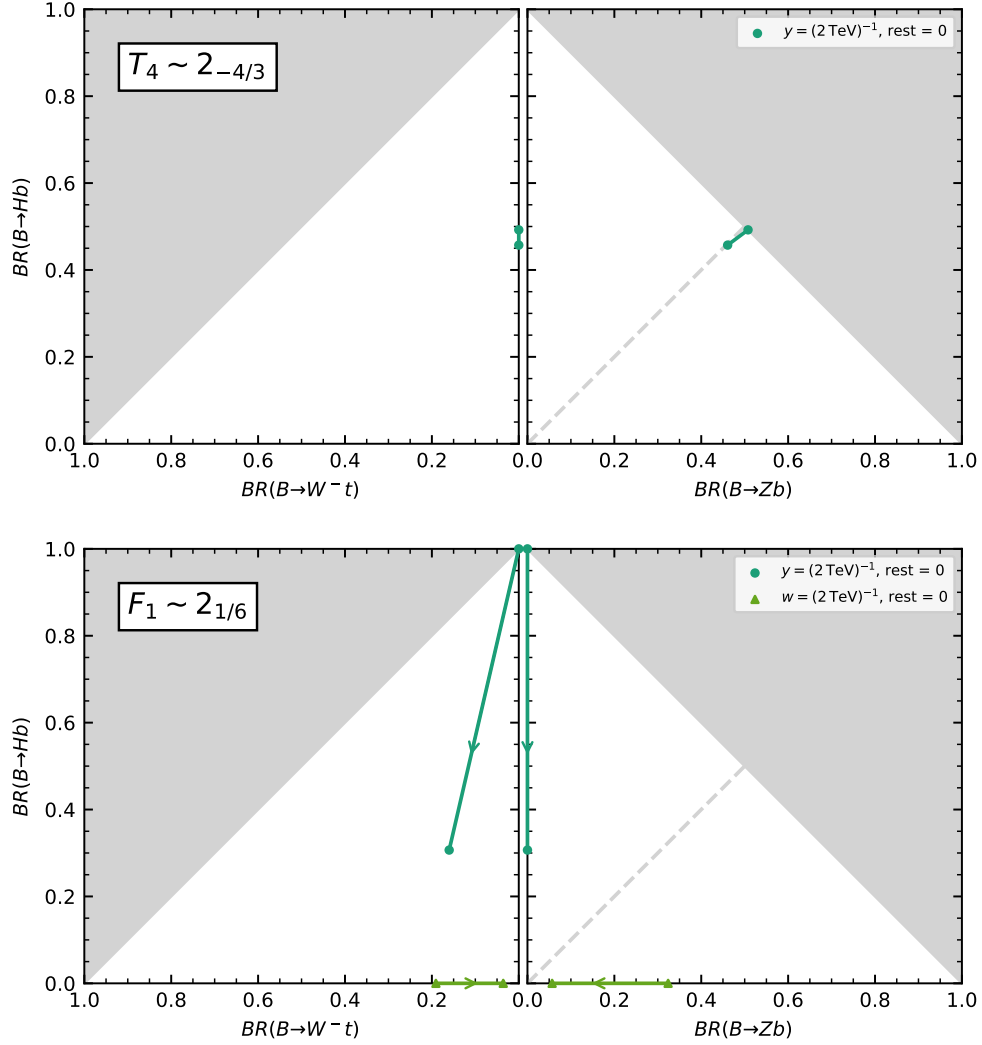 1.0
0.8
0.6
0.4
0.2
0.0
BR(B→Hb)
T₄ ~ 2₋₄/₃
y = (2 TeV)⁻¹, rest = 0
1.0 0.8 0.6 0.4 0.2 0.0 0.2 0.4 0.6 0.8 1.0
BR(B→W⁻t) BR(B→Zb)
1.0
0.8
0.6
0.4
0.2
0.0
BR(B→Hb)
F₁ ~ 2₁/₆
y = (2 TeV)⁻¹, rest = 0
w = (2 TeV)⁻¹, rest = 0
1.0 0.8 0.6 0.4 0.2 0.0 0.2 0.4 0.6 0.8 1.0
BR(B→W⁻t) BR(B→Zb)